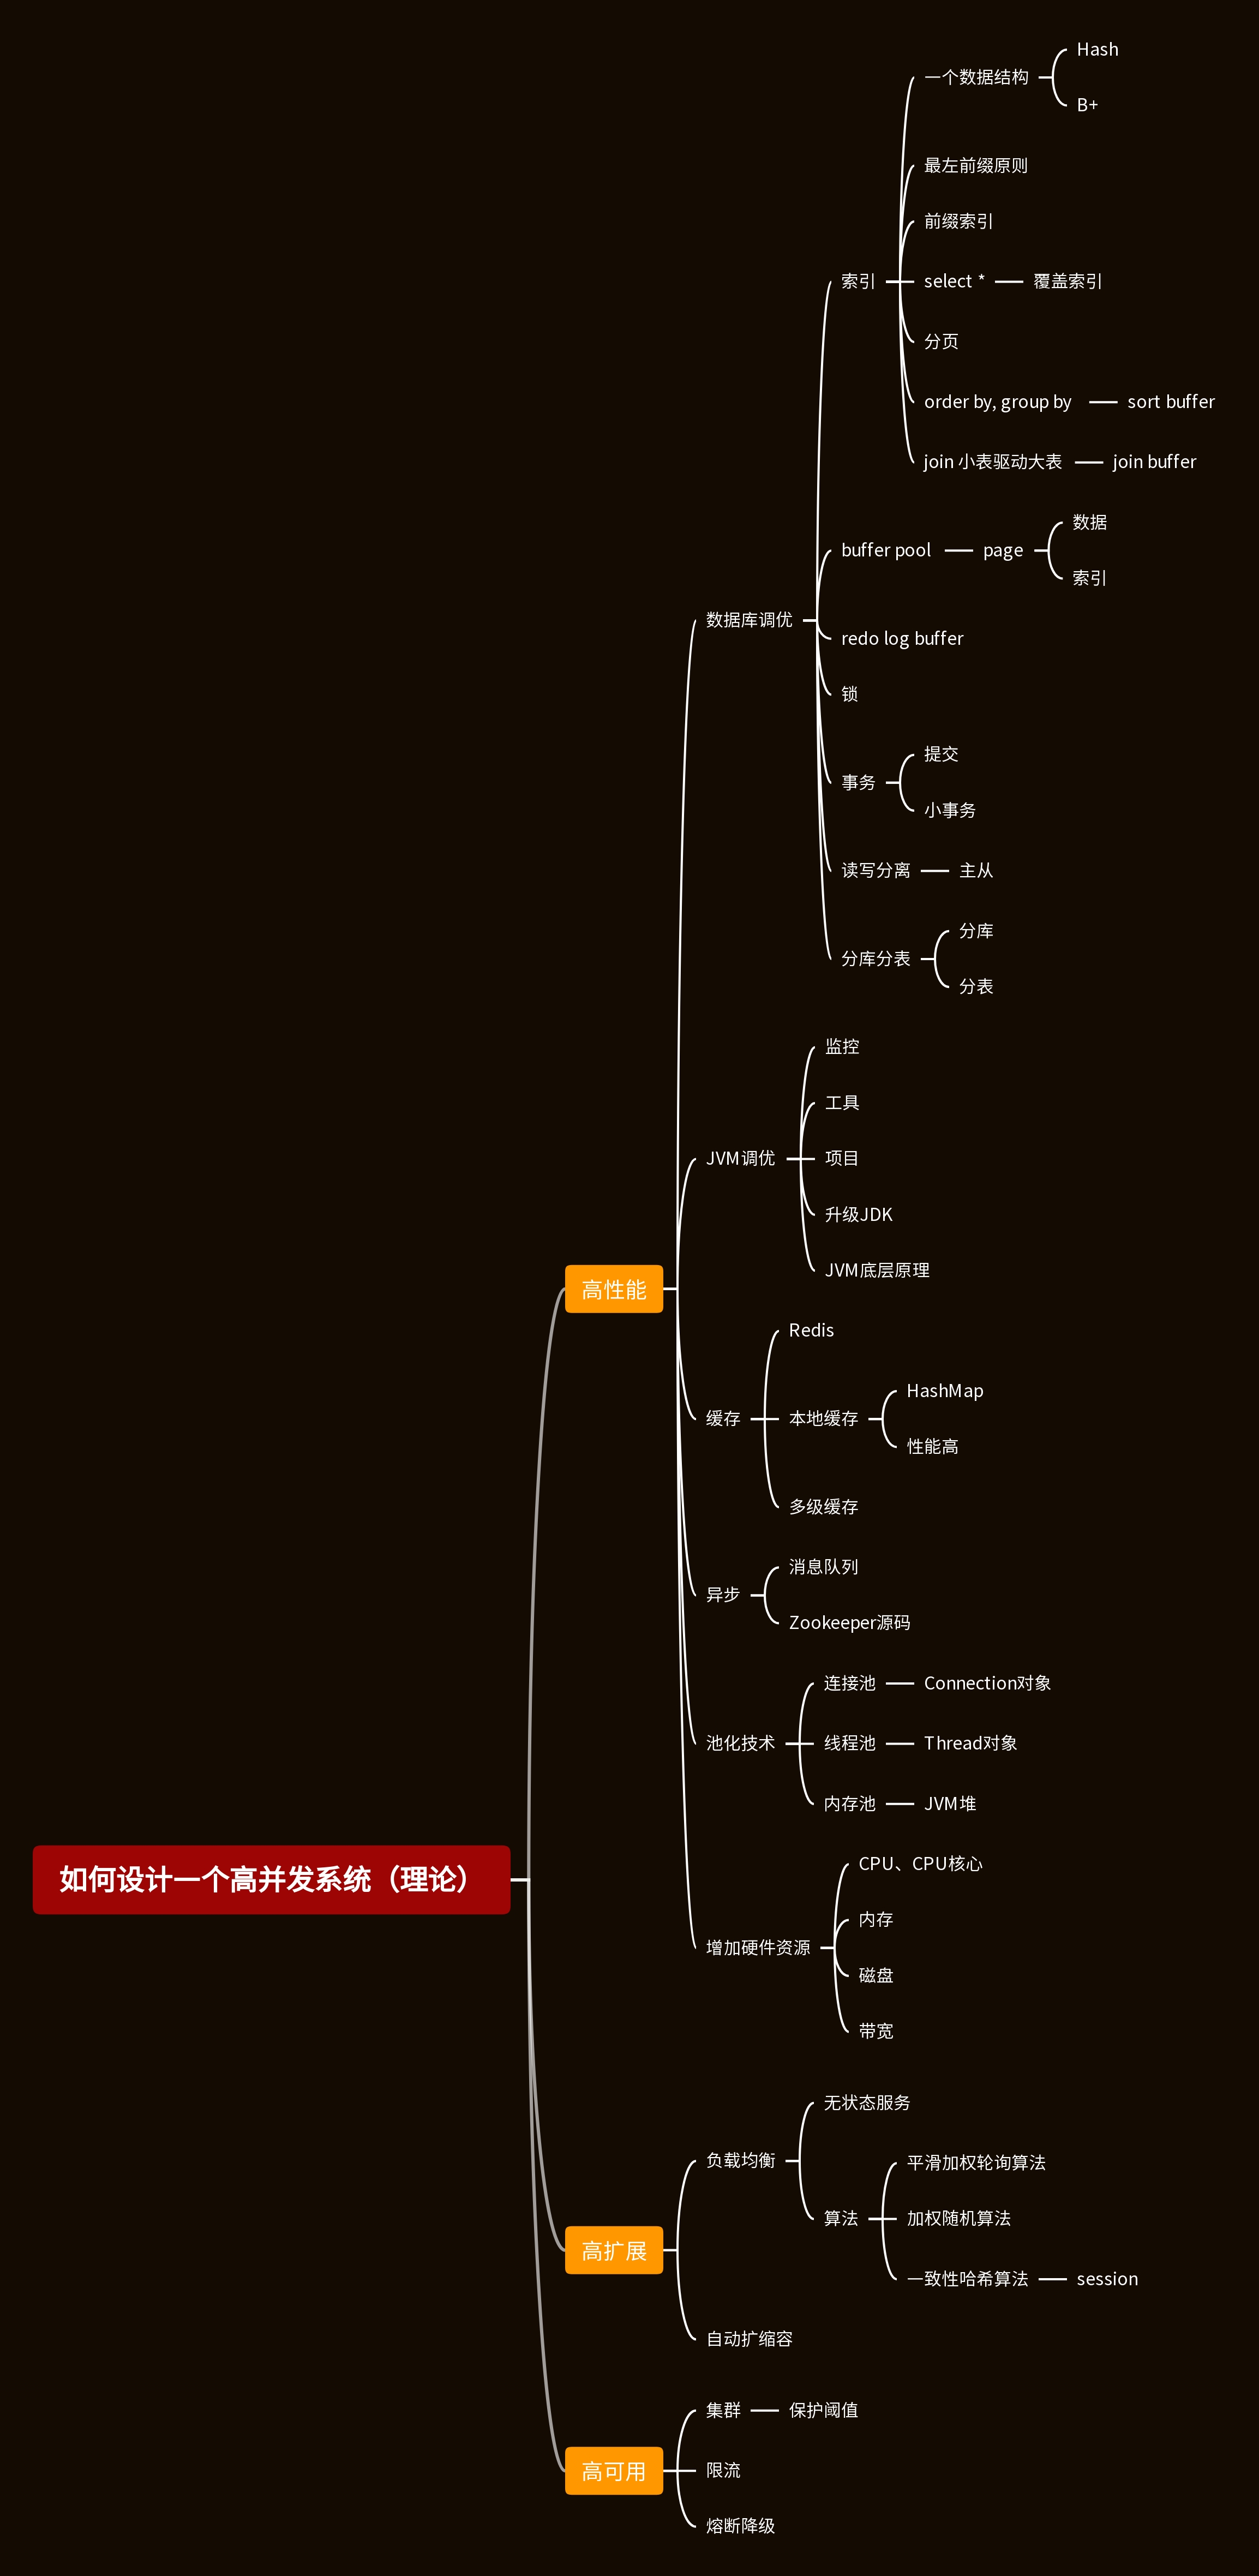 如何设计一个高并发系统（理论）
高性能
数据库调优
索引
一个数据结构
Hash
B+
最左前缀原则
前缀索引
select *
覆盖索引
分页
order by, group by
sort buffer
join 小表驱动大表
join buffer
buffer pool
page
数据
索引
redo log buffer
锁
事务
提交
小事务
读写分离
主从
分库分表
分库
分表
JVM调优
监控
工具
项目
升级JDK
JVM底层原理
缓存
Redis
本地缓存
HashMap
性能高
多级缓存
异步
消息队列
Zookeeper源码
池化技术
连接池
Connection对象
线程池
Thread对象
内存池
JVM堆
增加硬件资源
CPU、CPU核心
内存
磁盘
带宽
高扩展
负载均衡
无状态服务
算法
平滑加权轮询算法
加权随机算法
一致性哈希算法
session
自动扩缩容
高可用
集群
保护阈值
限流
熔断降级